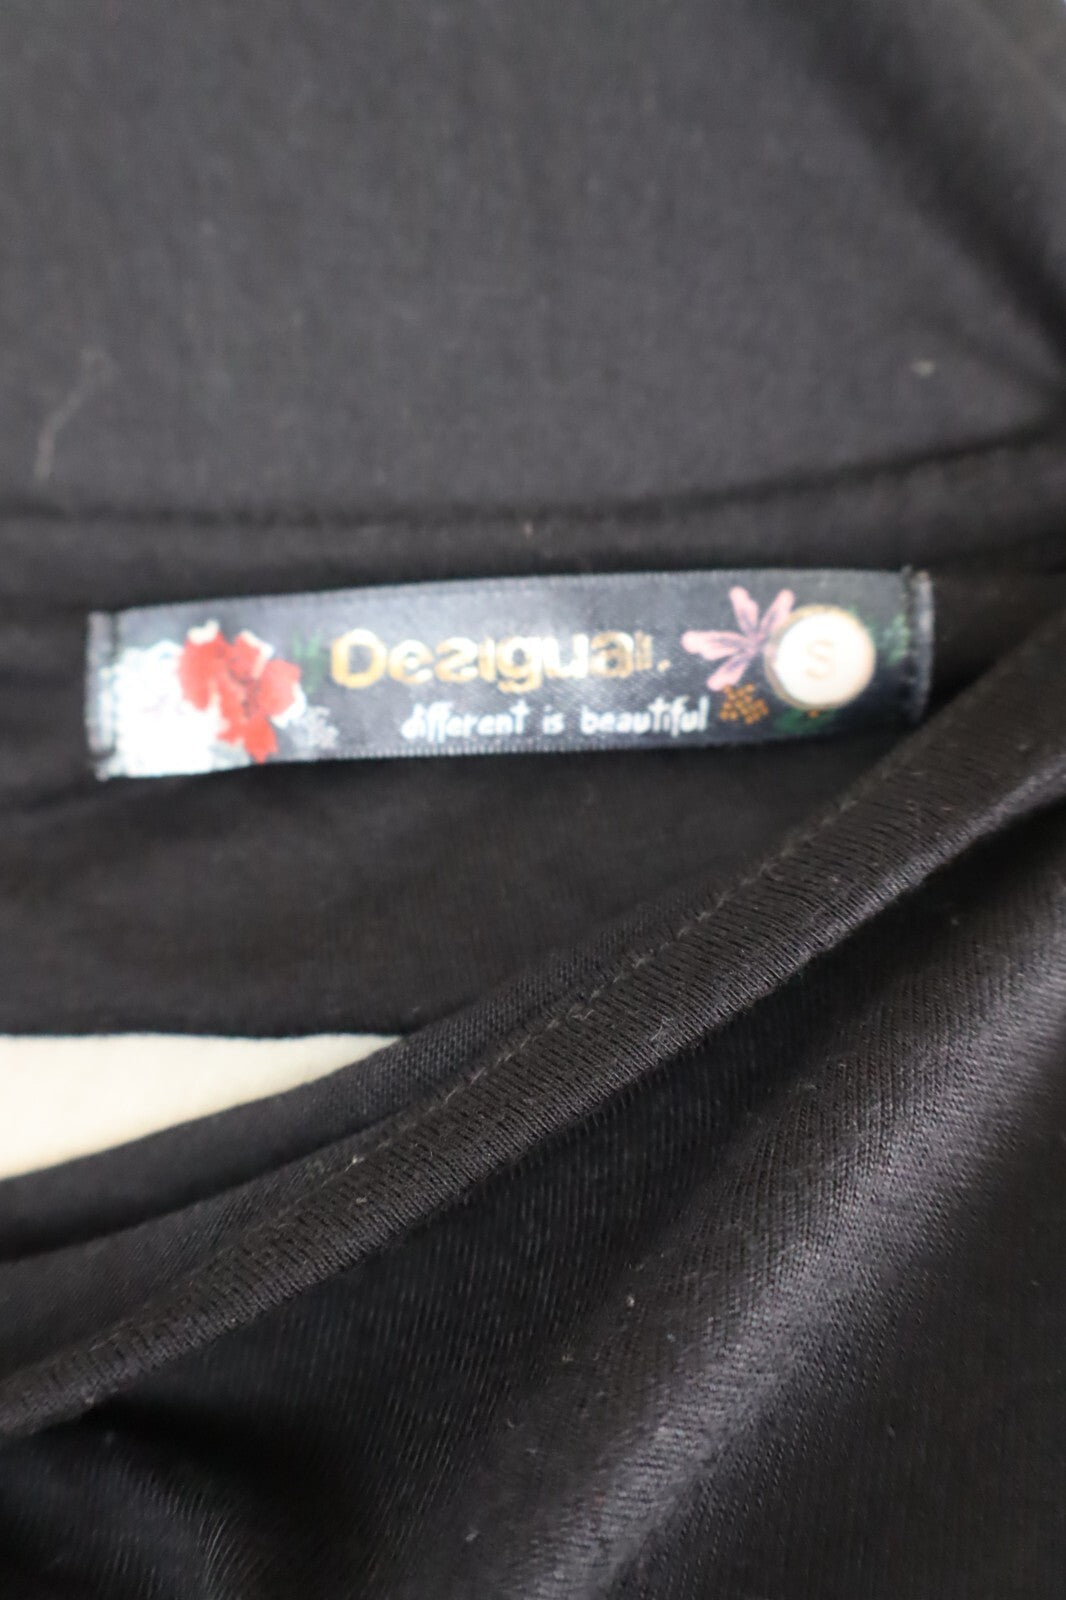 Desigual.
different is beautiful
S